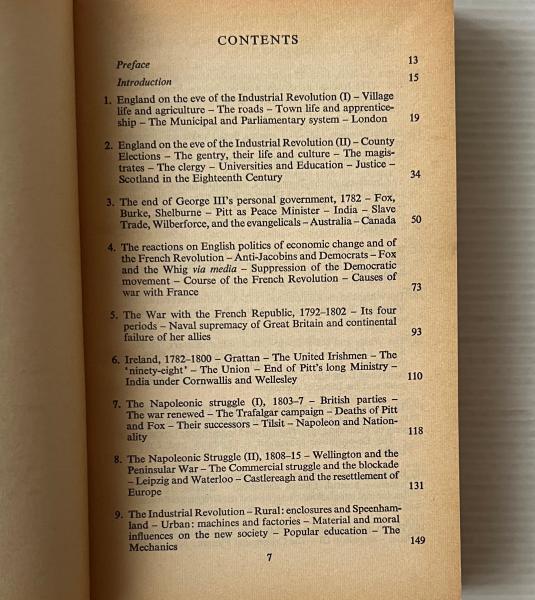 CONTENTS
Preface 13
Introduction 15
1. England on the eve of the Industrial Revolution (I) – Village
life and agriculture – The roads – Town life and apprentice-
ship – The Municipal and Parliamentary system – London 19
2. England on the eve of the Industrial Revolution (II) – County
Elections – The gentry, their life and culture – The magis-
trates – The clergy – Universities and Education – Justice –
Scotland in the Eighteenth Century 34
3. The end of George III's personal government, 1782 – Fox,
Burke, Shelburne – Pitt as Peace Minister – India – Slave
Trade, Wilberforce, and the evangelicals – Australia – Canada 50
4. The reactions on English politics of economic change and of
the French Revolution – Anti-Jacobins and Democrats – Fox
and the Whig via media – Suppression of the Democratic
movement – Course of the French Revolution – Causes of
war with France 73
5. The War with the French Republic, 1792–1802 – Its four
periods – Naval supremacy of Great Britain and continental
failure of her allies 93
6. Ireland, 1782–1800 – Grattan – The United Irishmen – The
'ninety-eight' – The Union – End of Pitt's long Ministry –
India under Cornwallis and Wellesley 110
7. The Napoleonic struggle (I), 1803–7 – British parties –
The war renewed – The Trafalgar campaign – Deaths of Pitt
and Fox – Their successors – Tilsit – Napoleon and Nation-
ality 118
8. The Napoleonic Struggle (II), 1808–15 – Wellington and the
Peninsular War – The Commercial struggle and the blockade
– Leipzig and Waterloo – Castlereagh and the resettlement of
Europe 131
9. The Industrial Revolution – Rural: enclosures and Speenham-
land – Urban: machines and factories – Material and moral
influences on the new society – Popular education – The
Mechanics 149
7